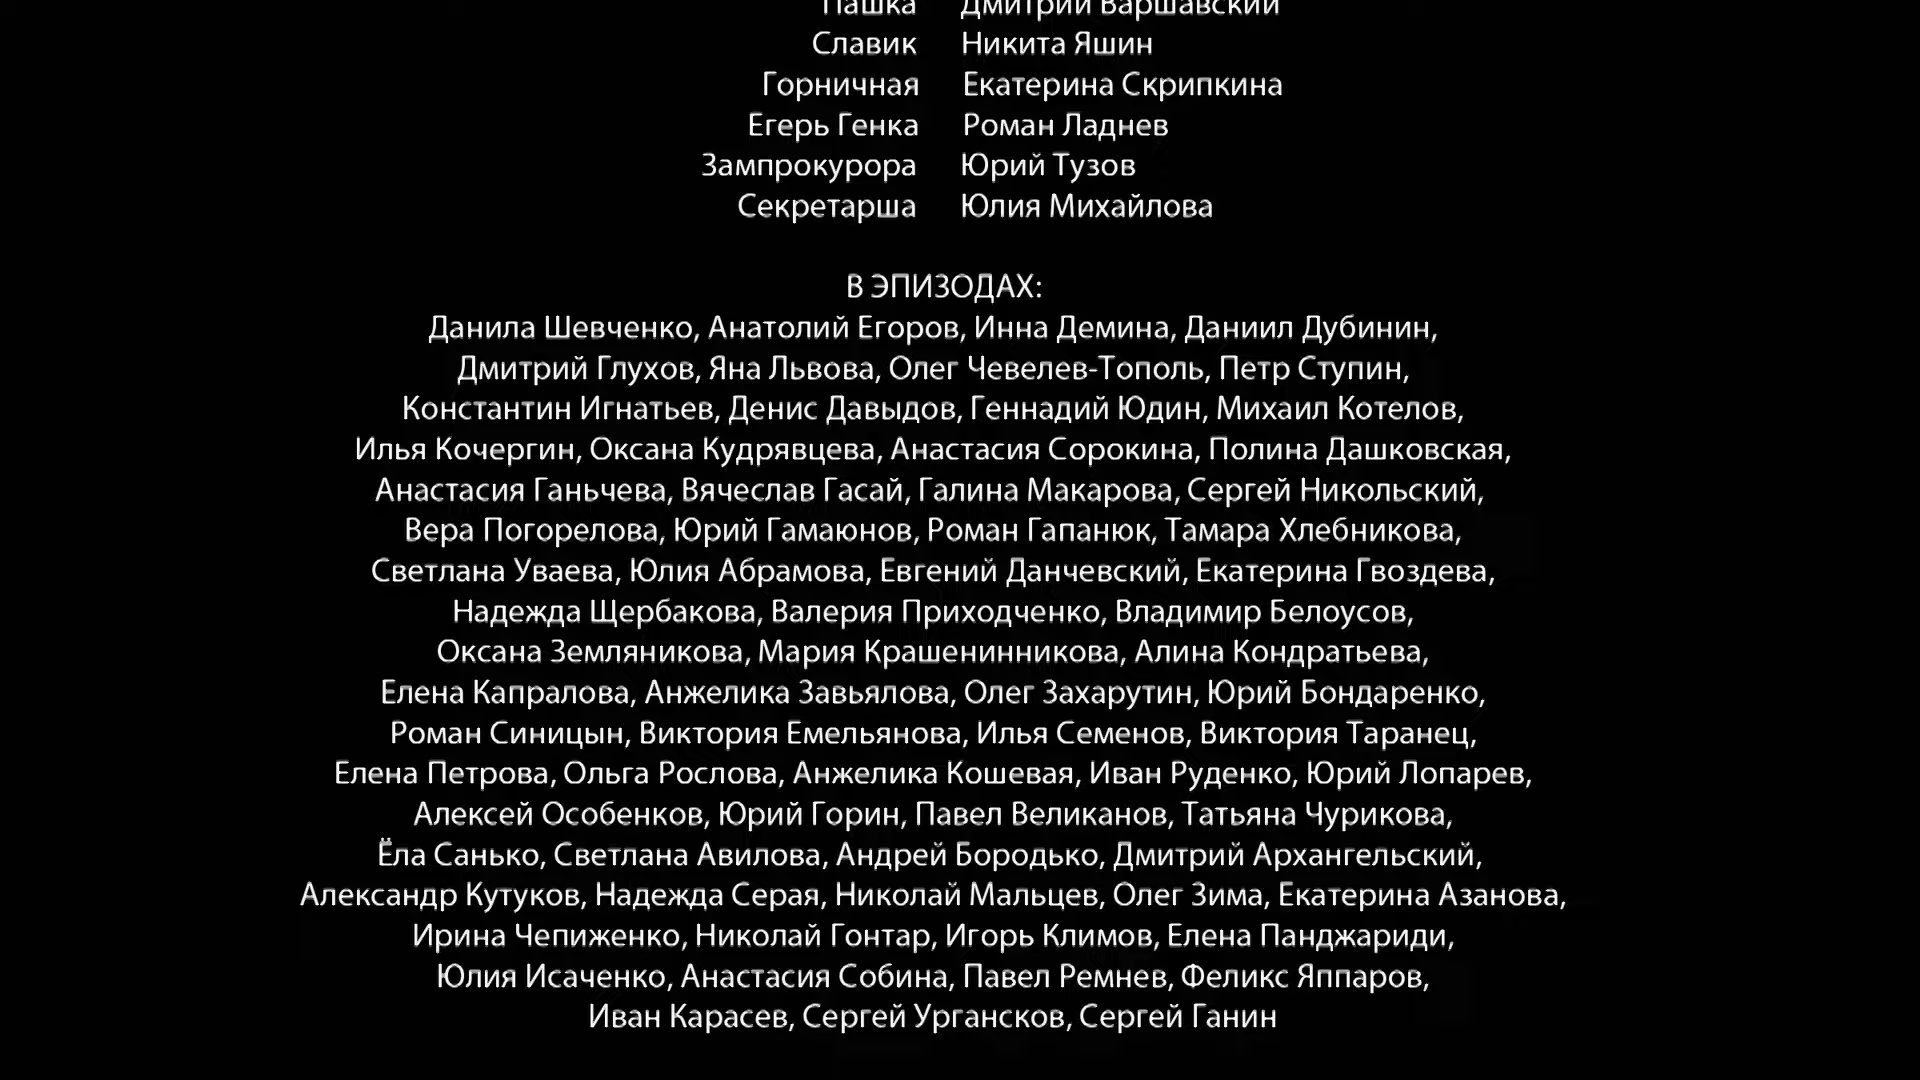 Пашка Дмитрий Варшавский
Славик Никита Яшин
Горничная Екатерина Скрипкина
Егерь Генка Роман Ладнев
Зампрокурора Юрий Тузов
Секретарша Юлия Михайлова
В ЭПИЗОДАХ:
Данила Шевченко, Анатолий Егоров, Инна Демина, Даниил Дубинин,
Дмитрий Глухов, Яна Львова, Олег Чевелев-Тополь, Петр Ступин,
Константин Игнатьев, Денис Давыдов, Геннадий Юдин, Михаил Котелов,
Илья Кочергин, Оксана Кудрявцева, Анастасия Сорокина, Полина Дашковская,
Анастасия Ганьчева, Вячеслав Гасай, Галина Макарова, Сергей Никольский,
Вера Погорелова, Юрий Гамаюнов, Роман Гапанюк, Тамара Хлебникова,
Светлана Уваева, Юлия Абрамова, Евгений Данчевский, Екатерина Гвоздева,
Надежда Щербакова, Валерия Приходченко, Владимир Белоусов,
Оксана Земляникова, Мария Крашенинникова, Алина Кондратьева,
Елена Капралова, Анжелика Завьялова, Олег Захарутин, Юрий Бондаренко,
Роман Синицын, Виктория Емельянова, Илья Семенов, Виктория Таранец,
Елена Петрова, Ольга Рослова, Анжелика Кошевая, Иван Руденко, Юрий Лопарев,
Алексей Особенков, Юрий Горин, Павел Великанов, Татьяна Чурикова,
Ёла Санько, Светлана Авилова, Андрей Бородько, Дмитрий Архангельский,
Александр Кутуков, Надежда Серая, Николай Мальцев, Олег Зима, Екатерина Азанова,
Ирина Чепиженко, Николай Гонтар, Игорь Климов, Елена Панджариди,
Юлия Исаченко, Анастасия Собина, Павел Ремнев, Феликс Яппаров,
Иван Карасев, СергейУргансков, Сергей Ганин